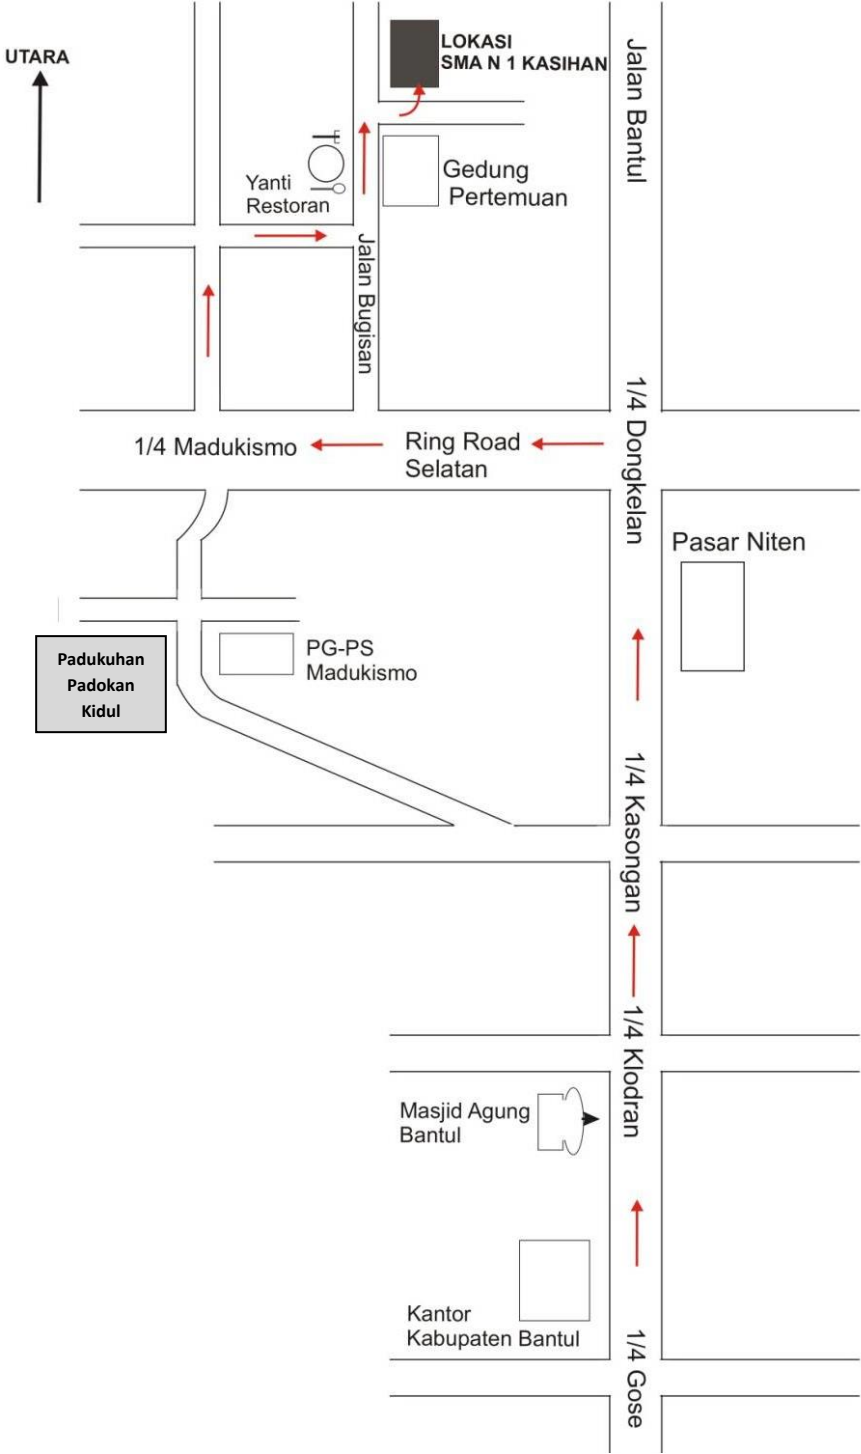 UTARA
LOKASI
SMA N 1 KASIHAN
Jalan Bantul
Yanti
Restoran
Gedung
Pertemuan
Jalan Bugisan
1/4 Dongkelan
1/4 Madukismo
Ring Road
Selatan
Pasar Niten
Padukuhan
Padokan
Kidul
PG-PS
Madukismo
1/4 Kasongan
1/4 Klodran
Masjid Agung
Bantul
Kantor
Kabupaten Bantul
1/4 Gose